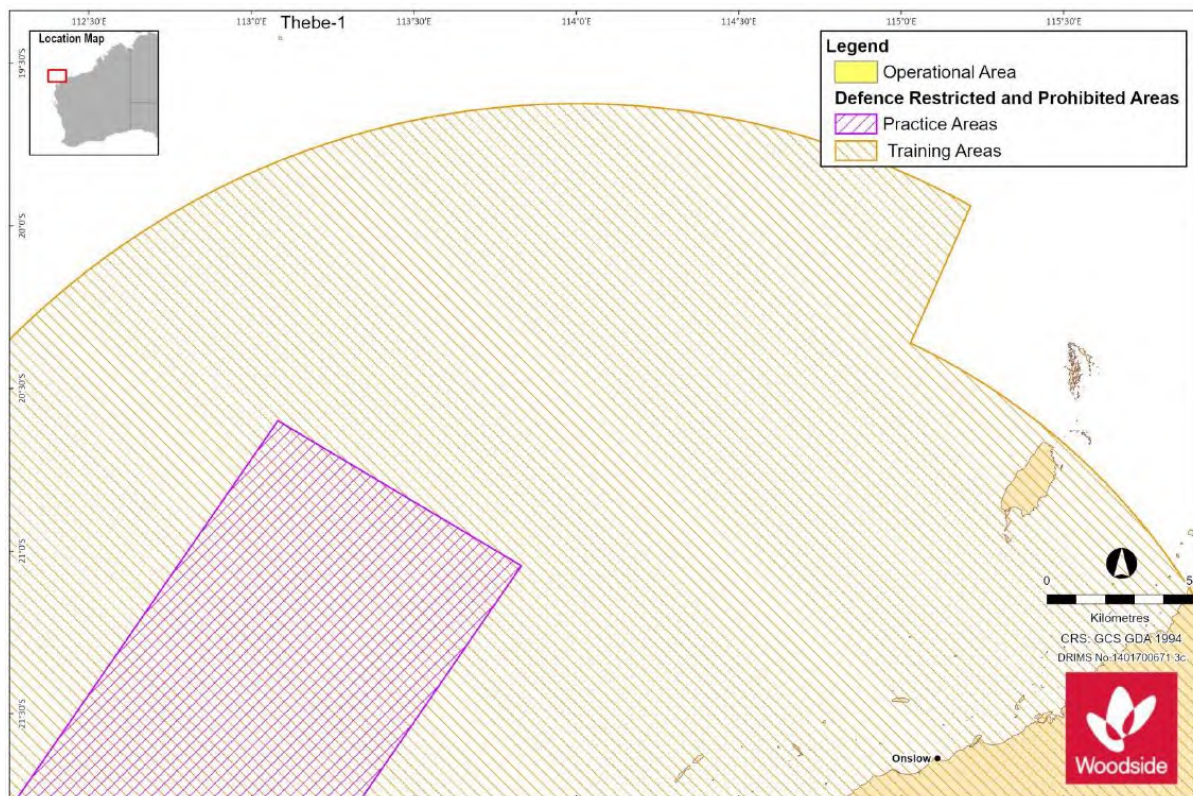 112°30'E 113°0'E 113°30'E 114°0'E 114°30'E 115°0'E 115°30'E
Thebe-1
Location Map
Legend
Operational Area
Defence Restricted and Prohibited Areas
Practice Areas
Training Areas
19°30'S
20°0'S
20°30'S
21°0'S
21°30'S
0 5
Kilometres
CRS: GCS GDA 1994
DRIMS No:1401700671.3c
Onslow
Woodside